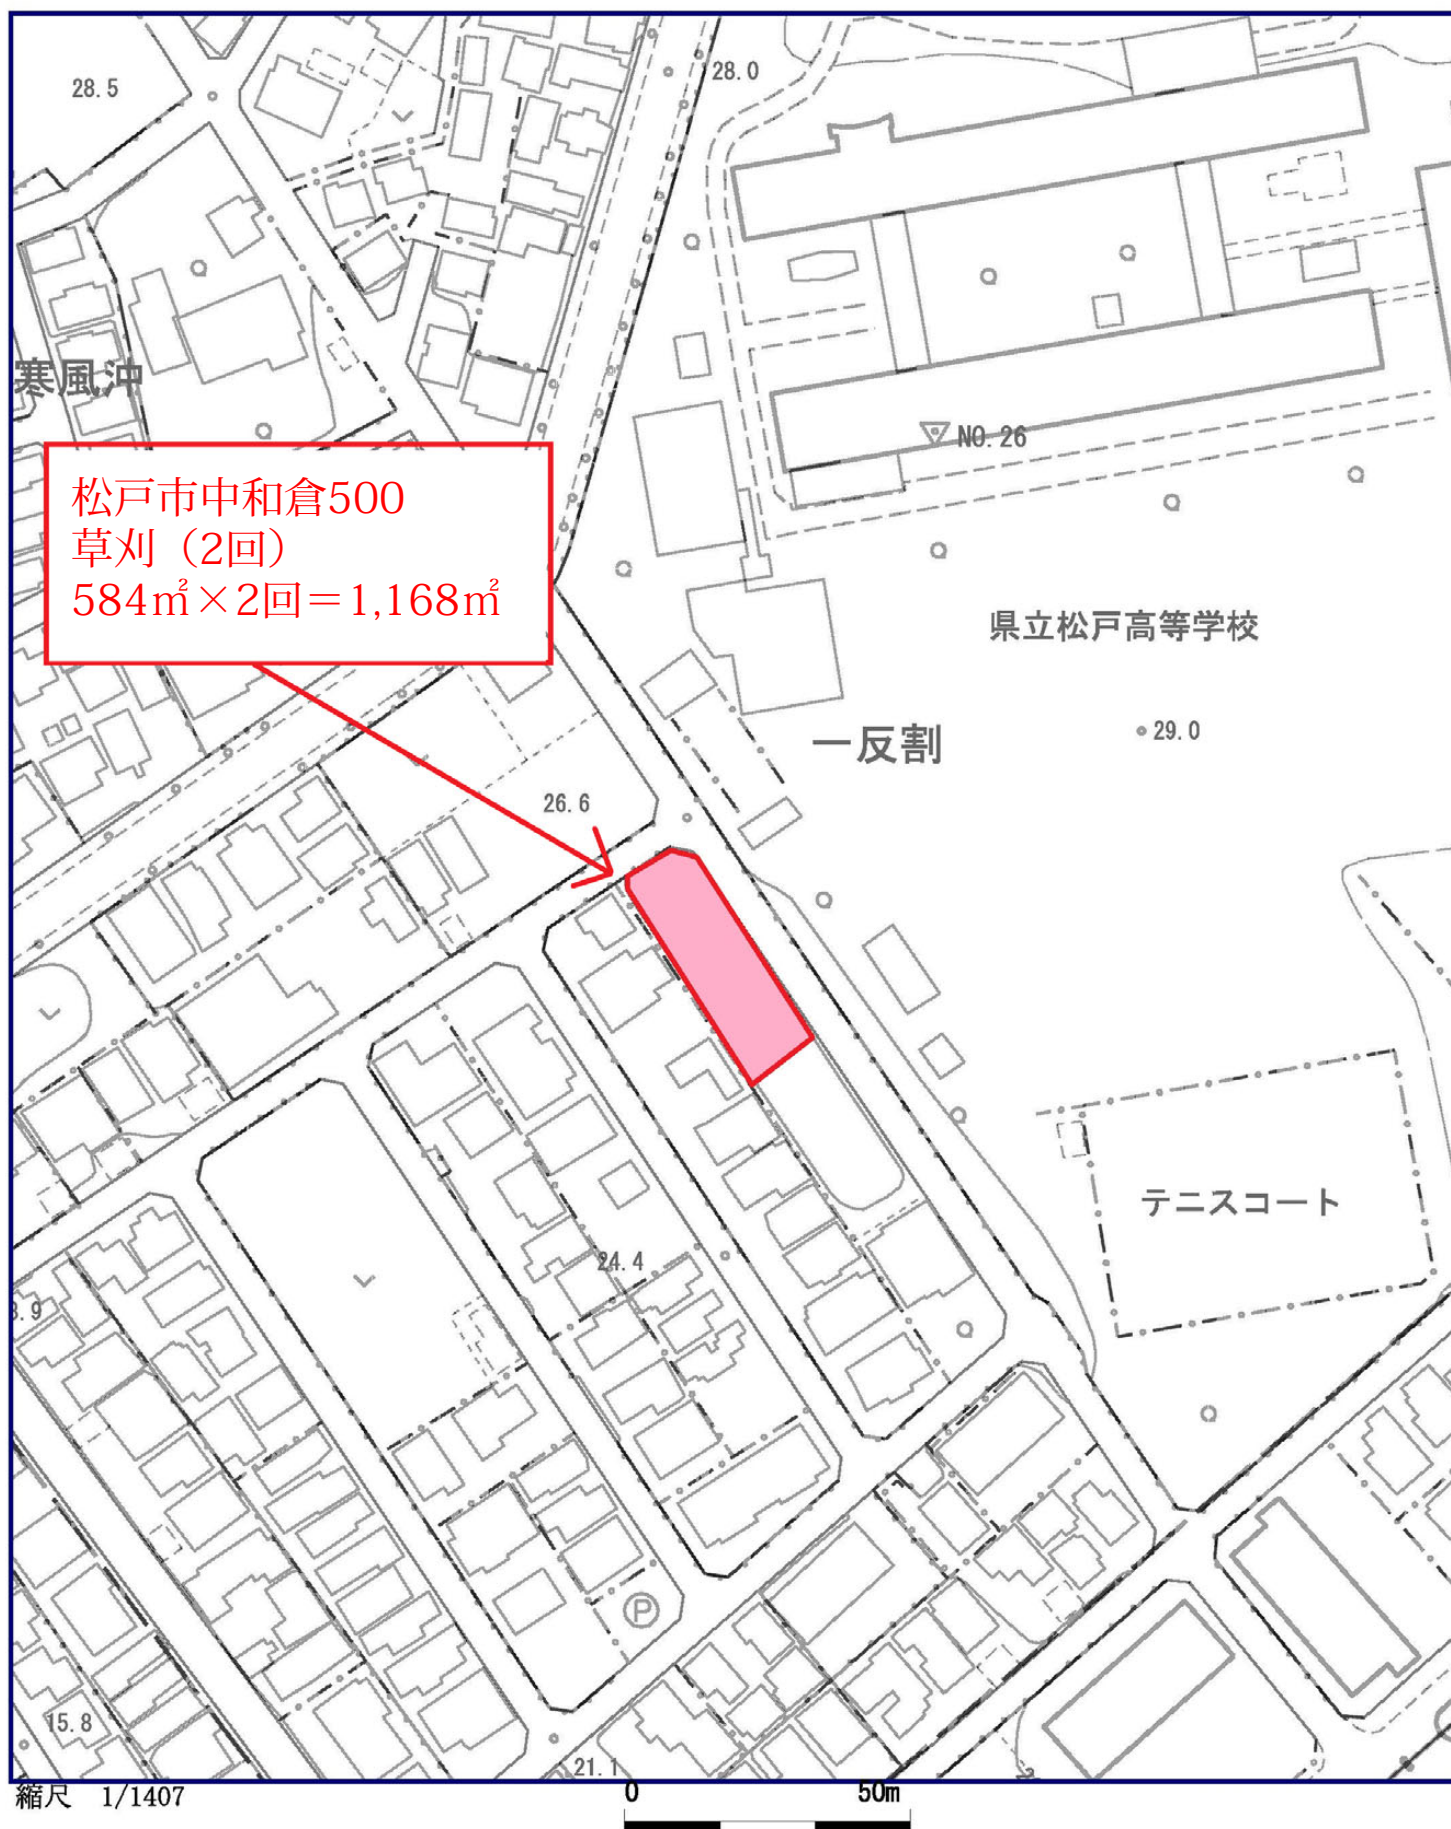 28.5
28.0
寒風沖
NO.26
松戸市中和倉500
草刈（2回）
584㎡×2回＝1,168㎡
県立松戸高等学校
一反割
29.0
26.6
テニスコート
24.4
3.9
P
15.8
21.1
縮尺 1/1407
0 50m